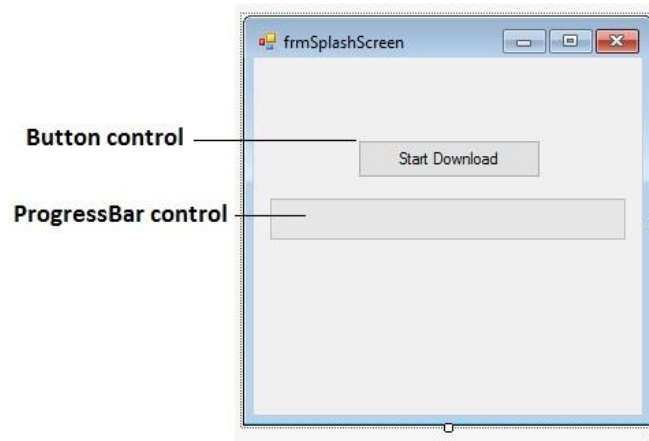 frmSplashScreen
Button control
Start Download
ProgressBar control